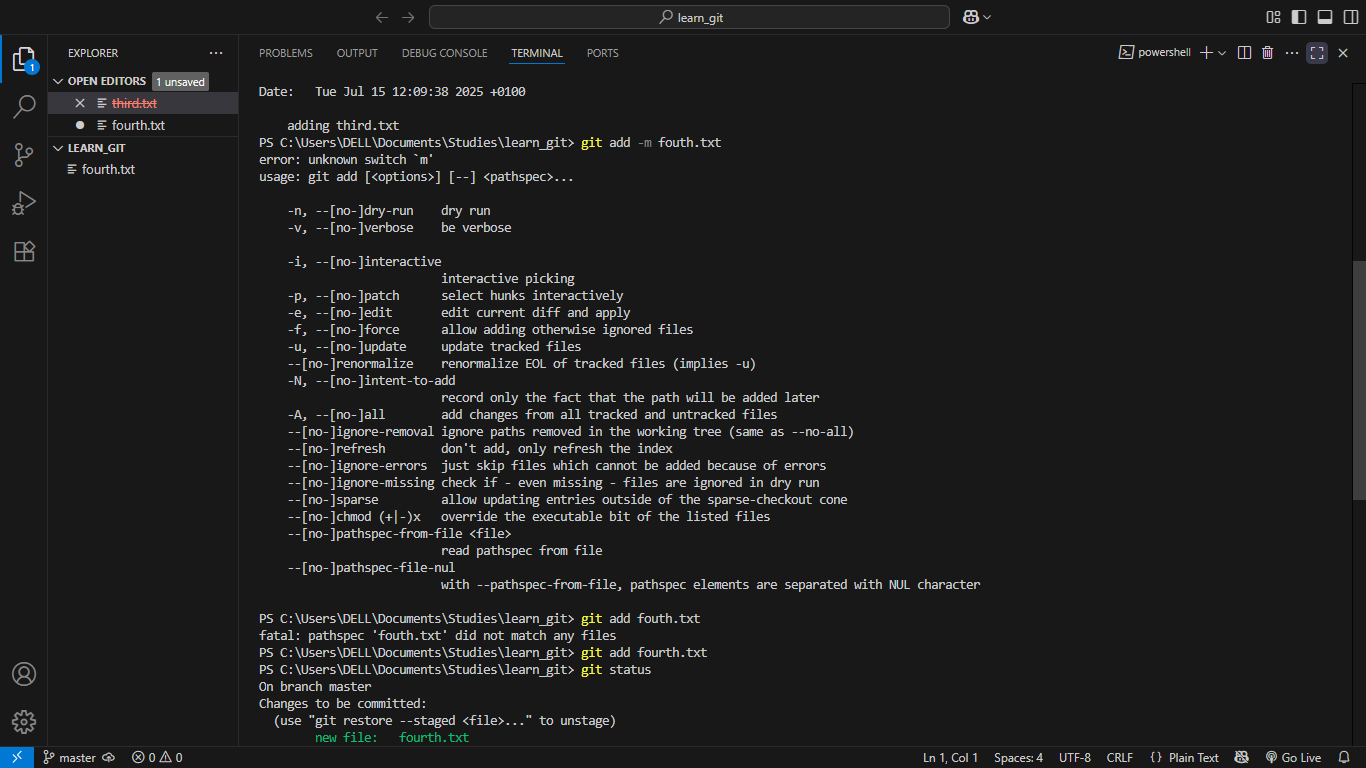 learn_git
EXPLORER
OPEN EDITORS 1 unsaved
third.txt
fourth.txt
LEARN_GIT
fourth.txt
1
PROBLEMS OUTPUT DEBUG CONSOLE TERMINAL PORTS
powershell
Date:   Tue Jul 15 12:09:38 2025 +0100
adding third.txt
PS C:\Users\DELL\Documents\Studies\learn_git> git add -m fouth.txt
error: unknown switch `m'
usage: git add [<options>] [--] <pathspec>...
-n, --[no-]dry-run    dry run
-v, --[no-]verbose    be verbose
-i, --[no-]interactive
interactive picking
-p, --[no-]patch      select hunks interactively
-e, --[no-]edit       edit current diff and apply
-f, --[no-]force      allow adding otherwise ignored files
-u, --[no-]update     update tracked files
--[no-]renormalize    renormalize EOL of tracked files (implies -u)
-N, --[no-]intent-to-add
record only the fact that the path will be added later
-A, --[no-]all        add changes from all tracked and untracked files
--[no-]ignore-removal ignore paths removed in the working tree (same as --no-all)
--[no-]refresh        don't add, only refresh the index
--[no-]ignore-errors  just skip files which cannot be added because of errors
--[no-]ignore-missing check if - even missing - files are ignored in dry run
--[no-]sparse         allow updating entries outside of the sparse-checkout cone
--[no-]chmod (+|-)x   override the executable bit of the listed files
--[no-]pathspec-from-file <file>
read pathspec from file
--[no-]pathspec-file-nul
with --pathspec-from-file, pathspec elements are separated with NUL character
PS C:\Users\DELL\Documents\Studies\learn_git> git add fouth.txt
fatal: pathspec 'fouth.txt' did not match any files
PS C:\Users\DELL\Documents\Studies\learn_git> git add fourth.txt
PS C:\Users\DELL\Documents\Studies\learn_git> git status
On branch master
Changes to be committed:
(use "git restore --staged <file>..." to unstage)
new file:   fourth.txt
master 0 0 Ln 1, Col 1 Spaces: 4 UTF-8 CRLF {} Plain Text Go Live